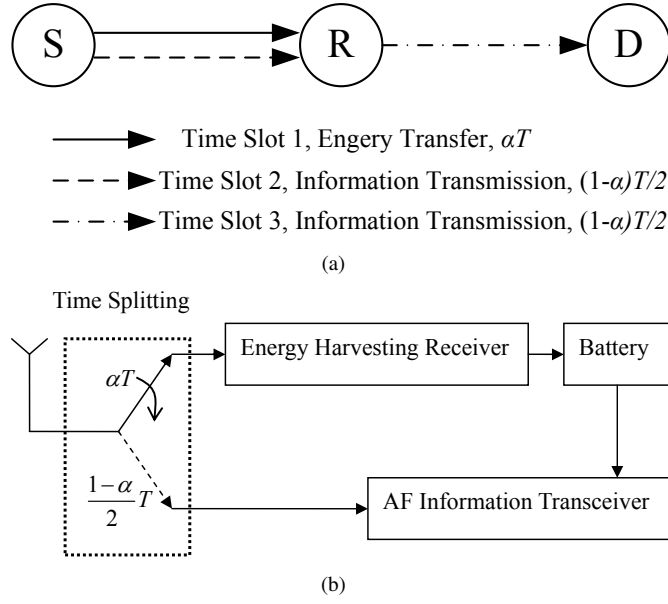 S R D
Time Slot 1, Engery Transfer, αT
Time Slot 2, Information Transmission, (1-α)T/2
Time Slot 3, Information Transmission, (1-α)T/2
(a)
Time Splitting
Energy Harvesting Receiver
Battery
αT
1−α/2 T
AF Information Transceiver
(b)